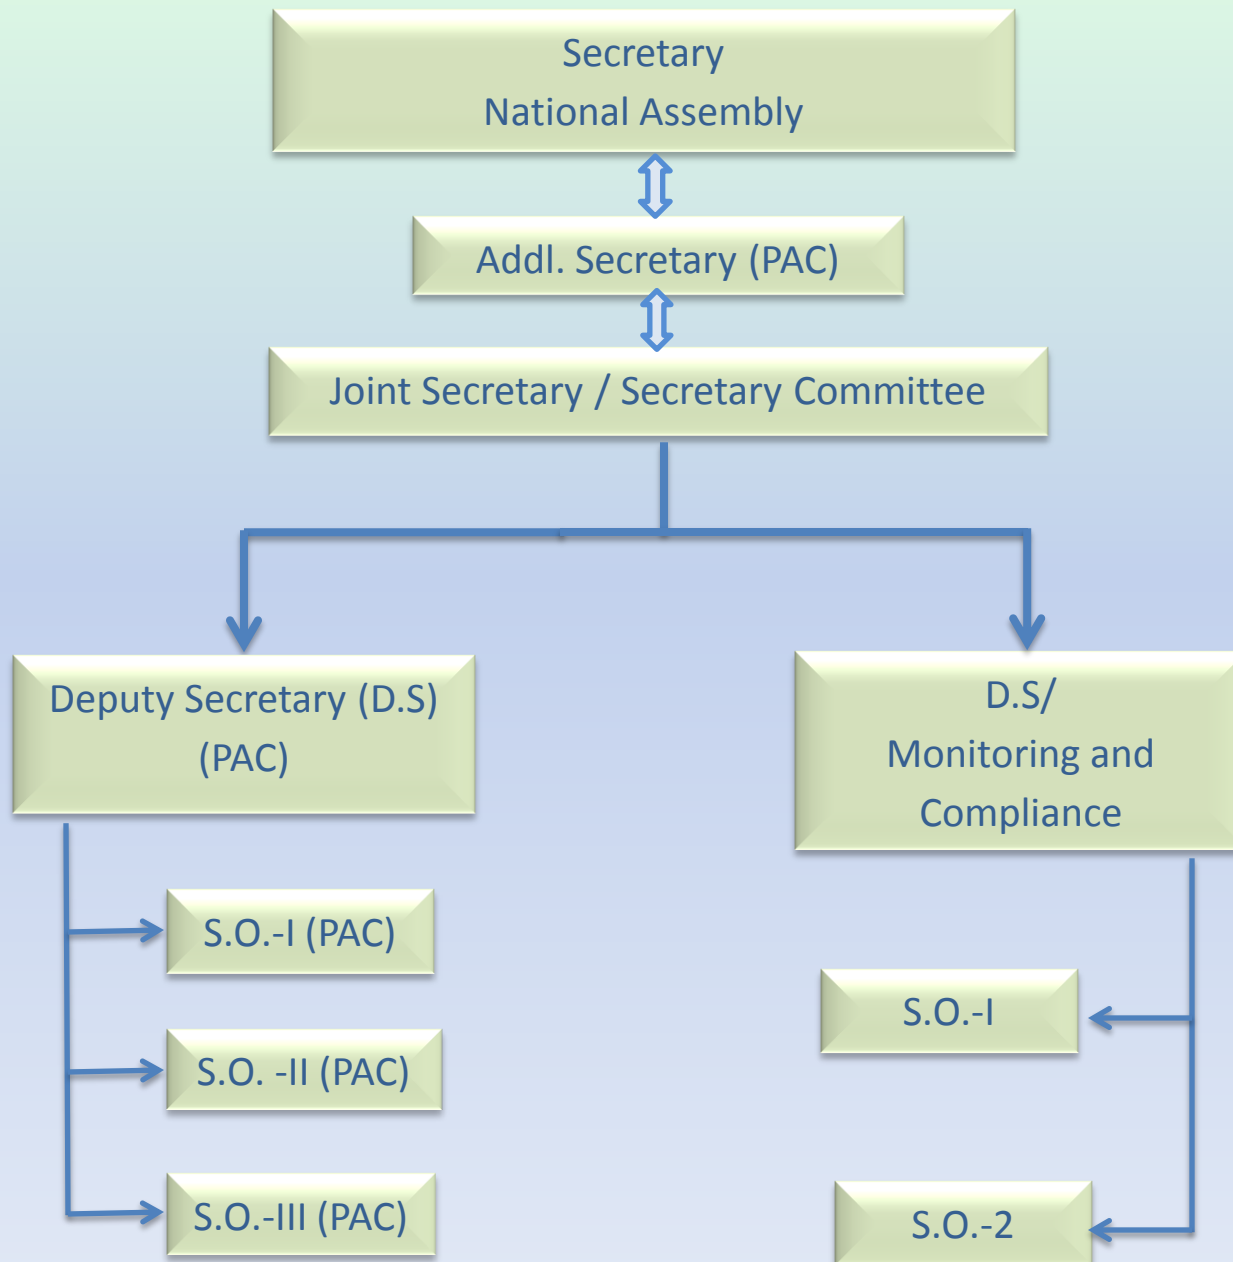 Secretary
National Assembly
Addl. Secretary (PAC)
Joint Secretary / Secretary Committee
Deputy Secretary (D.S)
(PAC)
D.S/
Monitoring and
Compliance
S.O.-I (PAC)
S.O. -II (PAC)
S.O.-III (PAC)
S.O.-I
S.O.-2